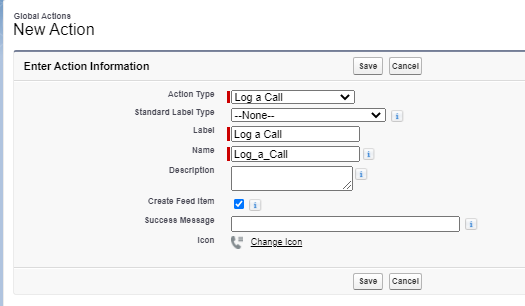 Global Actions
New Action
Enter Action Information
Save Cancel
Action Type Log a Call
Standard Label Type --None--
Label Log a Call
Name Log_a_Call
Description
Create Feed Item
Success Message
Icon Change Icon
Save Cancel